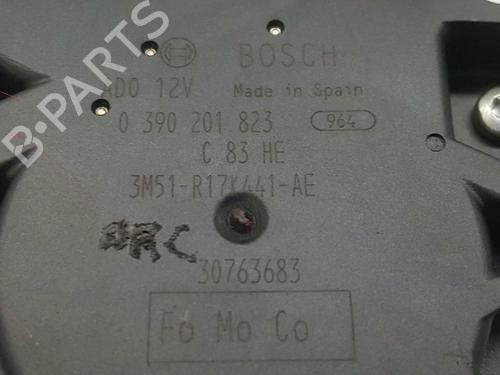 BOSCH
ADO 12V Made in Spain
0 390 201 823 964
C 83 HE
3M51-R17K441-AE
30763683
Fo Mo Co
B-PARTS